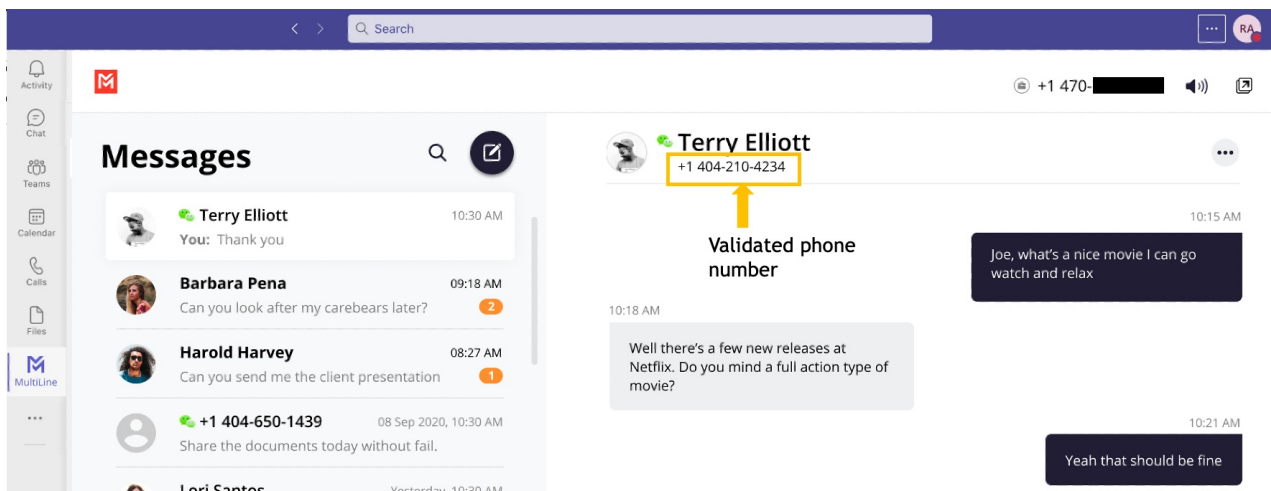 Search
...
RA
Activity
Chat
Teams
Calendar
Calls
Files
MultiLine
...
+1 470-
Messages
Terry Elliott
10:30 AM
You: Thank you
Barbara Pena
09:18 AM
Can you look after my carebears later?
2
Harold Harvey
08:27 AM
Can you send me the client presentation
1
+1 404-650-1439
08 Sep 2020, 10:30 AM
Share the documents today without fail.
Lori Santos
Yesterday, 10:30 AM
Terry Elliott
+1 404-210-4234
...
Validated phone
number
10:15 AM
Joe, what's a nice movie I can go
watch and relax
10:18 AM
Well there's a few new releases at
Netflix. Do you mind a full action type of
movie?
10:21 AM
Yeah that should be fine